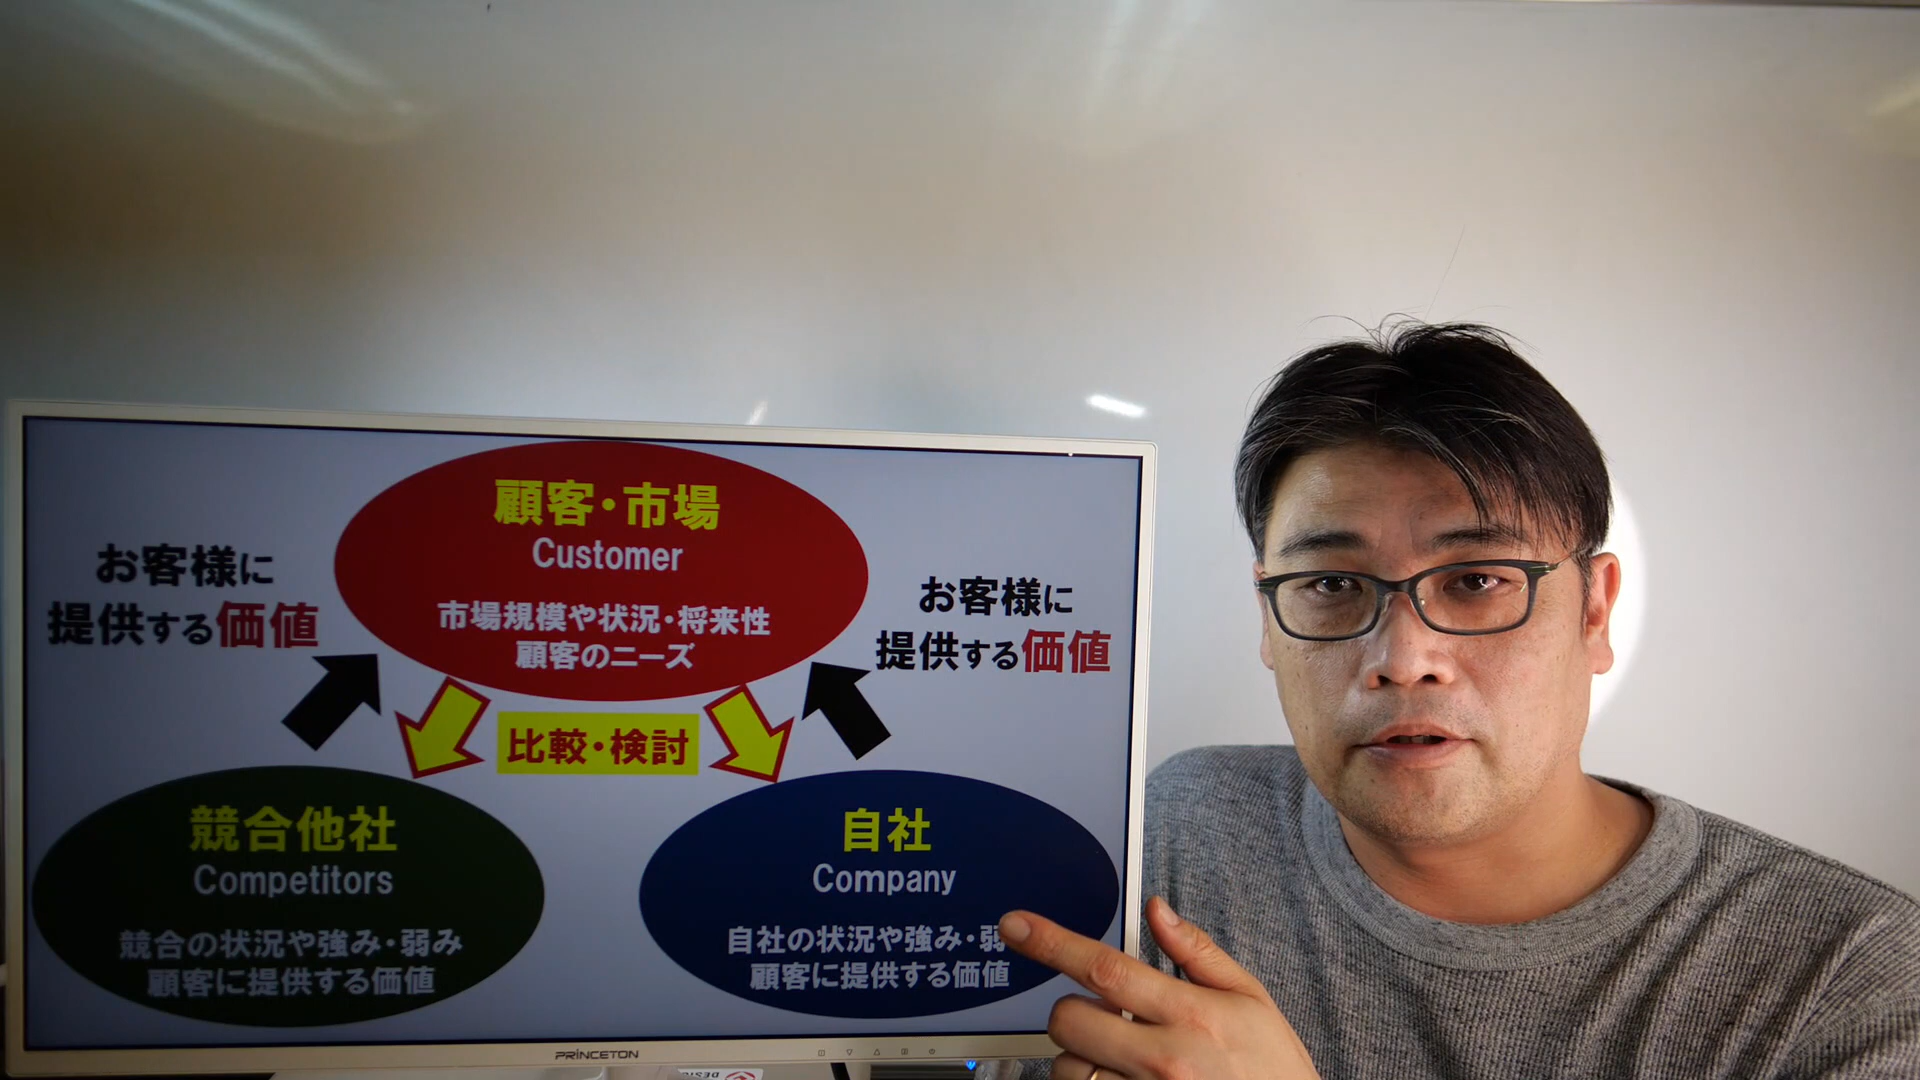 顧客・市場
Customer
市場規模や状況・将来性
顧客のニーズ
お客様に
提供する価値
お客様に
提供する価値
比較・検討
競合他社
Competitors
競合の状況や強み・弱み
顧客に提供する価値
自社
Company
自社の状況や強み・弱
顧客に提供する価値
PRINCETON